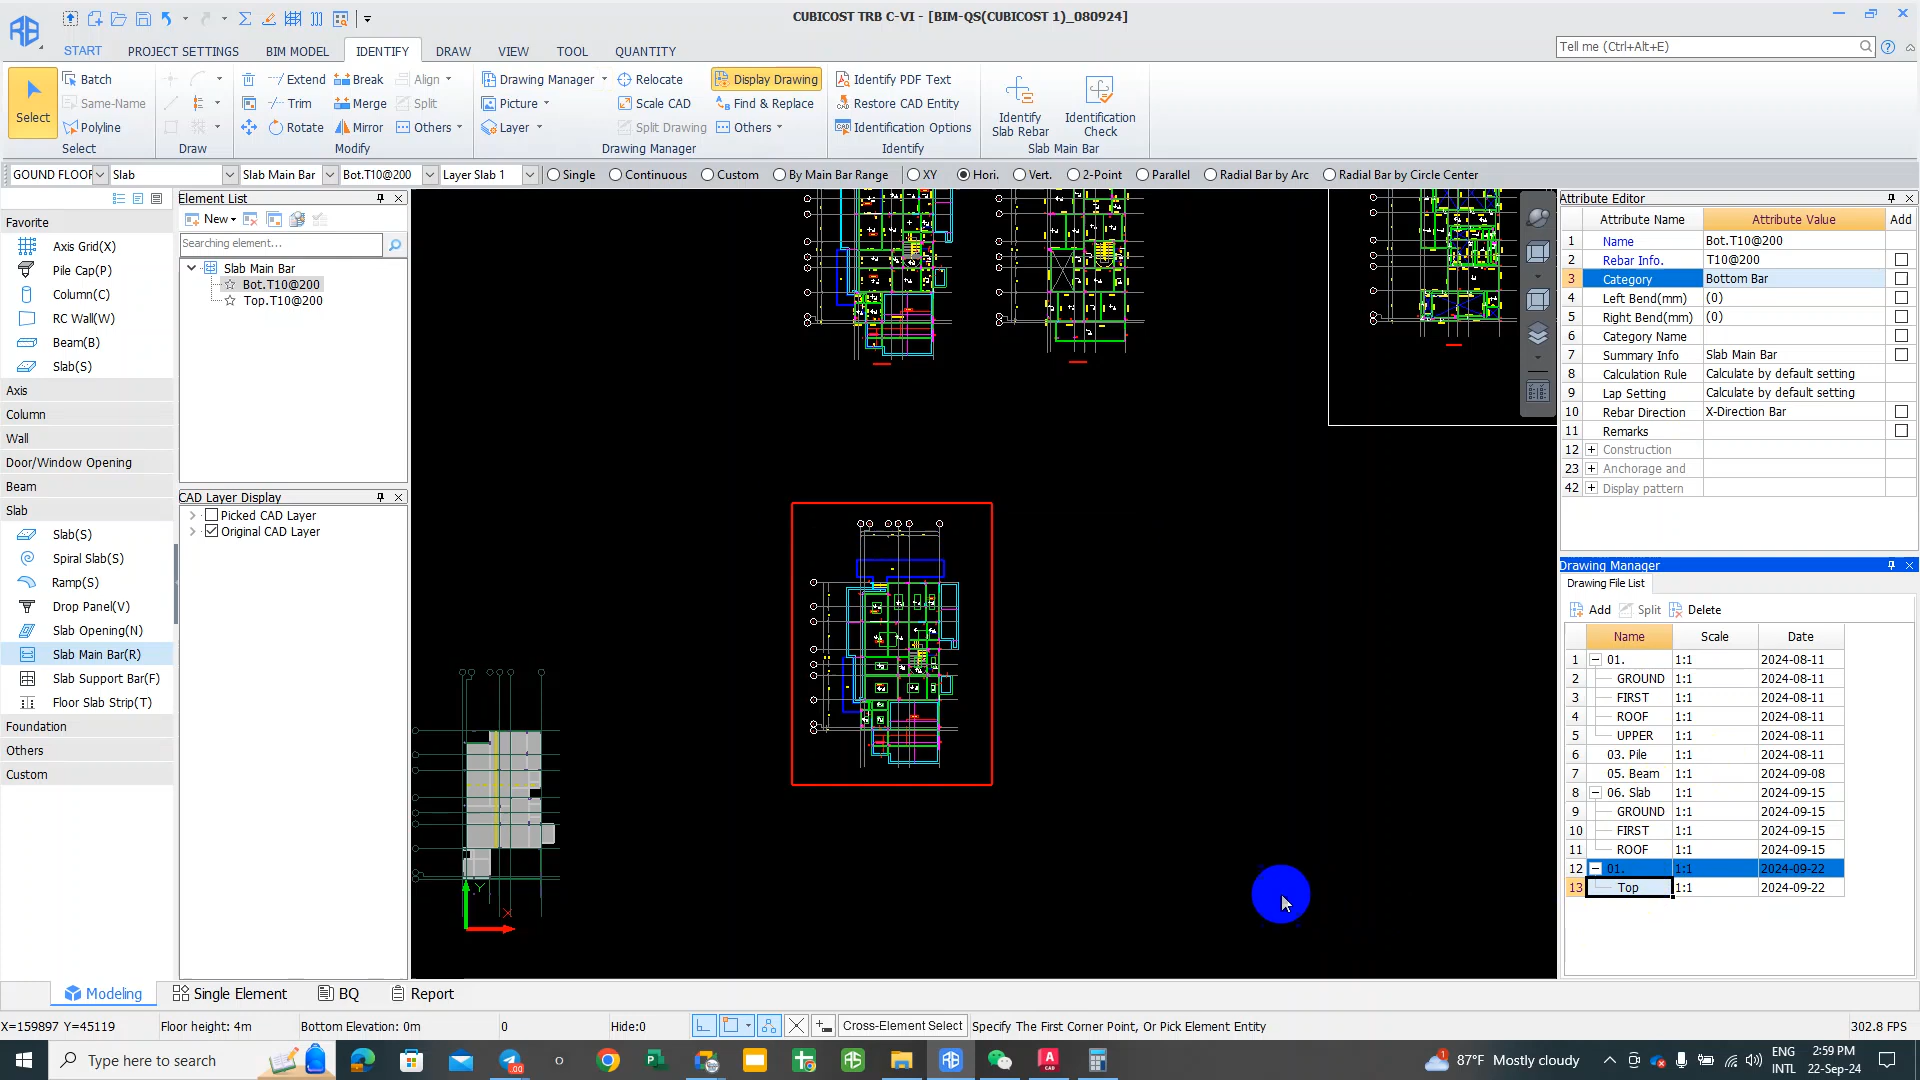 CUBICOST TRB C-VI - [BIM-QS(CUBICOST 1)_080924]
START PROJECT SETTINGS BIM MODEL IDENTIFY DRAW VIEW TOOL QUANTITY
Tell me (Ctrl+Alt+E)
Select
Batch
Same-Name
Polyline
Select
Draw
Extend Break Align
Trim Merge Split
Rotate Mirror Others
Modify
Drawing Manager Relocate Display Drawing
Picture Scale CAD Find & Replace
Layer Split Drawing Others
Drawing Manager
Identify PDF Text
Restore CAD Entity
Identification Options
Identify
Identify Slab Rebar
Identification Check
Slab Main Bar
GOUND FLOOR Slab Slab Main Bar Bot.T10@200 Layer Slab 1 Single Continuous Custom By Main Bar Range XY Hori. Vert. 2-Point Parallel Radial Bar by Arc Radial Bar by Circle Center
Favorite
Axis Grid(X)
Pile Cap(P)
Column(C)
RC Wall(W)
Beam(B)
Slab(S)
Axis
Column
Wall
Door/Window Opening
Beam
Slab
Slab(S)
Spiral Slab(S)
Ramp(S)
Drop Panel(V)
Slab Opening(N)
Slab Main Bar(R)
Slab Support Bar(F)
Floor Slab Strip(T)
Foundation
Others
Custom
Element List
New
Searching element...
Slab Main Bar
Bot.T10@200
Top.T10@200
CAD Layer Display
Picked CAD Layer
Original CAD Layer
Y
X
Attribute Editor
Attribute Name Attribute Value Add
1 Name Bot.T10@200
2 Rebar Info. T10@200
3 Category Bottom Bar
4 Left Bend(mm) (0)
5 Right Bend(mm) (0)
6 Category Name
7 Summary Info Slab Main Bar
8 Calculation Rule Calculate by default setting
9 Lap Setting Calculate by default setting
10 Rebar Direction X-Direction Bar
11 Remarks
12 Construction
23 Anchorage and
42 Display pattern
Drawing Manager
Drawing File List
Add Split Delete
Name Scale Date
1 01. 1:1 2024-08-11
2 GROUND 1:1 2024-08-11
3 FIRST 1:1 2024-08-11
4 ROOF 1:1 2024-08-11
5 UPPER 1:1 2024-08-11
6 03. Pile 1:1 2024-08-11
7 05. Beam 1:1 2024-09-08
8 06. Slab 1:1 2024-09-15
9 GROUND 1:1 2024-09-15
10 FIRST 1:1 2024-09-15
11 ROOF 1:1 2024-09-15
12 01. 1:1 2024-09-22
13 Top 1:1 2024-09-22
Modeling Single Element BQ Report
X=159897 Y=45119 Floor height: 4m Bottom Elevation: 0m 0 Hide:0 Cross-Element Select Specify The First Corner Point, Or Pick Element Entity 302.8 FPS
Type here to search
87°F Mostly cloudy
ENG
INTL
2:59 PM
22-Sep-24